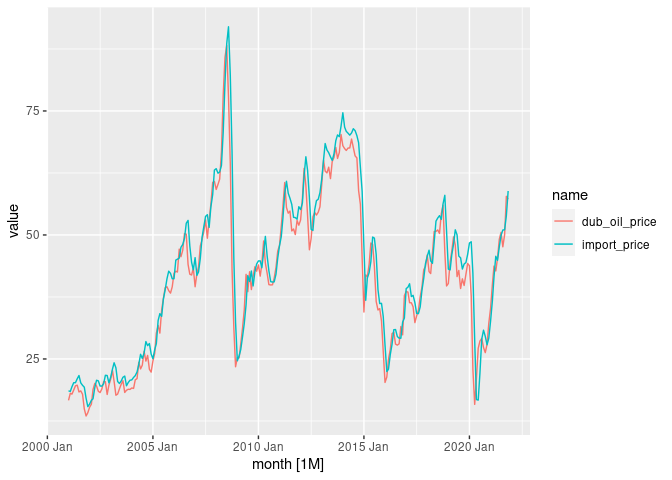 75
50
25
value
2000 Jan
2005 Jan
2010 Jan
2015 Jan
2020 Jan
month [1M]
name
dub_oil_price
import_price